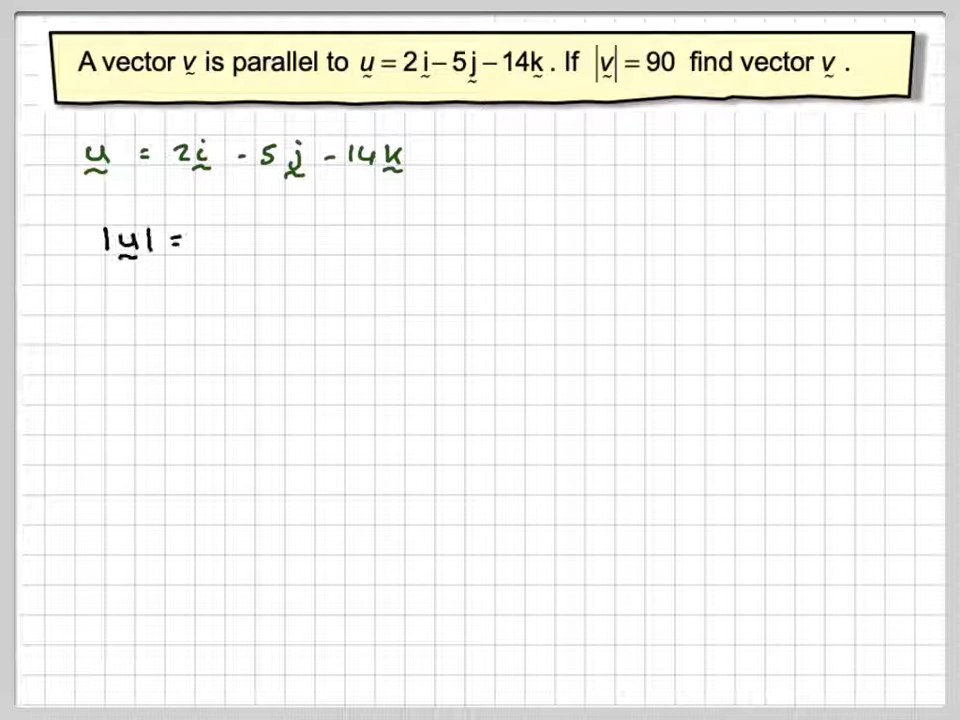 A vector v is parallel to u = 2i – 5j – 14k . If |v| = 90 find vector v .
u = 2i - 5j - 14k
|u| =